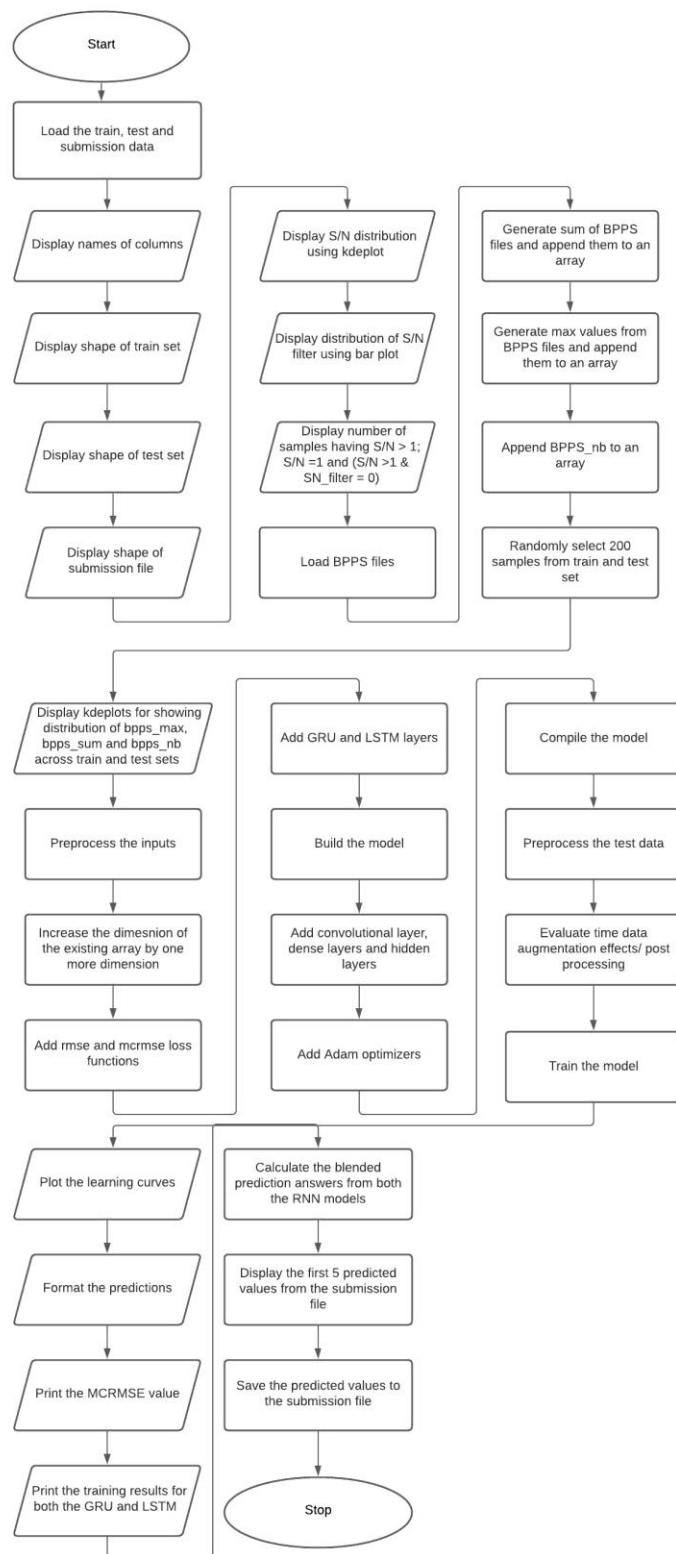 Start
Load the train, test and
submission data
Display names of columns
Display shape of train set
Display shape of test set
Display shape of
submission file
Display S/N distribution
using kdeplot
Display distribution of S/N
filter using bar plot
Display number of
samples having S/N > 1;
S/N =1 and (S/N >1 &
SN_filter = 0)
Load BPPS files
Generate sum of BPPS
files and append them to an
array
Generate max values from
BPPS files and append
them to an array
Append BPPS_nb to an
array
Randomly select 200
samples from train and test
set
Display kdeplots for showing
distribution of bpps_max,
bpps_sum and bpps_nb
across train and test sets
Preprocess the inputs
Increase the dimesnion of
the existing array by one
more dimension
Add rmse and mcrmse loss
functions
Add GRU and LSTM layers
Build the model
Add convolutional layer,
dense layers and hidden
layers
Add Adam optimizers
Compile the model
Preprocess the test data
Evaluate time data
augmentation effects/ post
processing
Train the model
Plot the learning curves
Format the predictions
Print the MCRMSE value
Print the training results for
both the GRU and LSTM
Calculate the blended
prediction answers from both
the RNN models
Display the first 5 predicted
values from the submission
file
Save the predicted values to
the submission file
Stop